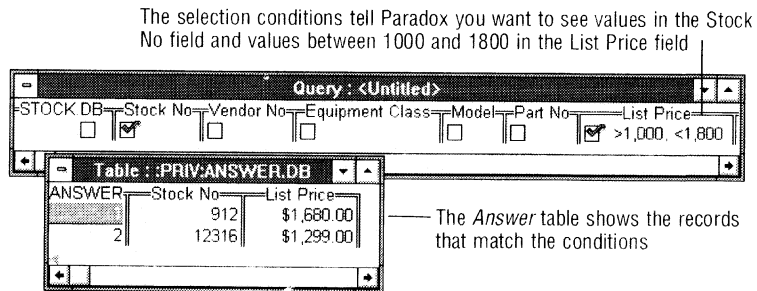 The selection conditions tell Paradox you want to see values in the Stock
No field and values between 1000 and 1800 in the List Price field
Query : <Untitled>
STOCK.DB Stock No Vendor No Equipment Class Model Part No List Price
>1,000, <1,800
Table : :PRIV:ANSWER.DB
ANSWER Stock No List Price
1 912 $1,680.00
2 12316 $1,299.00
The Answer table shows the records
that match the conditions